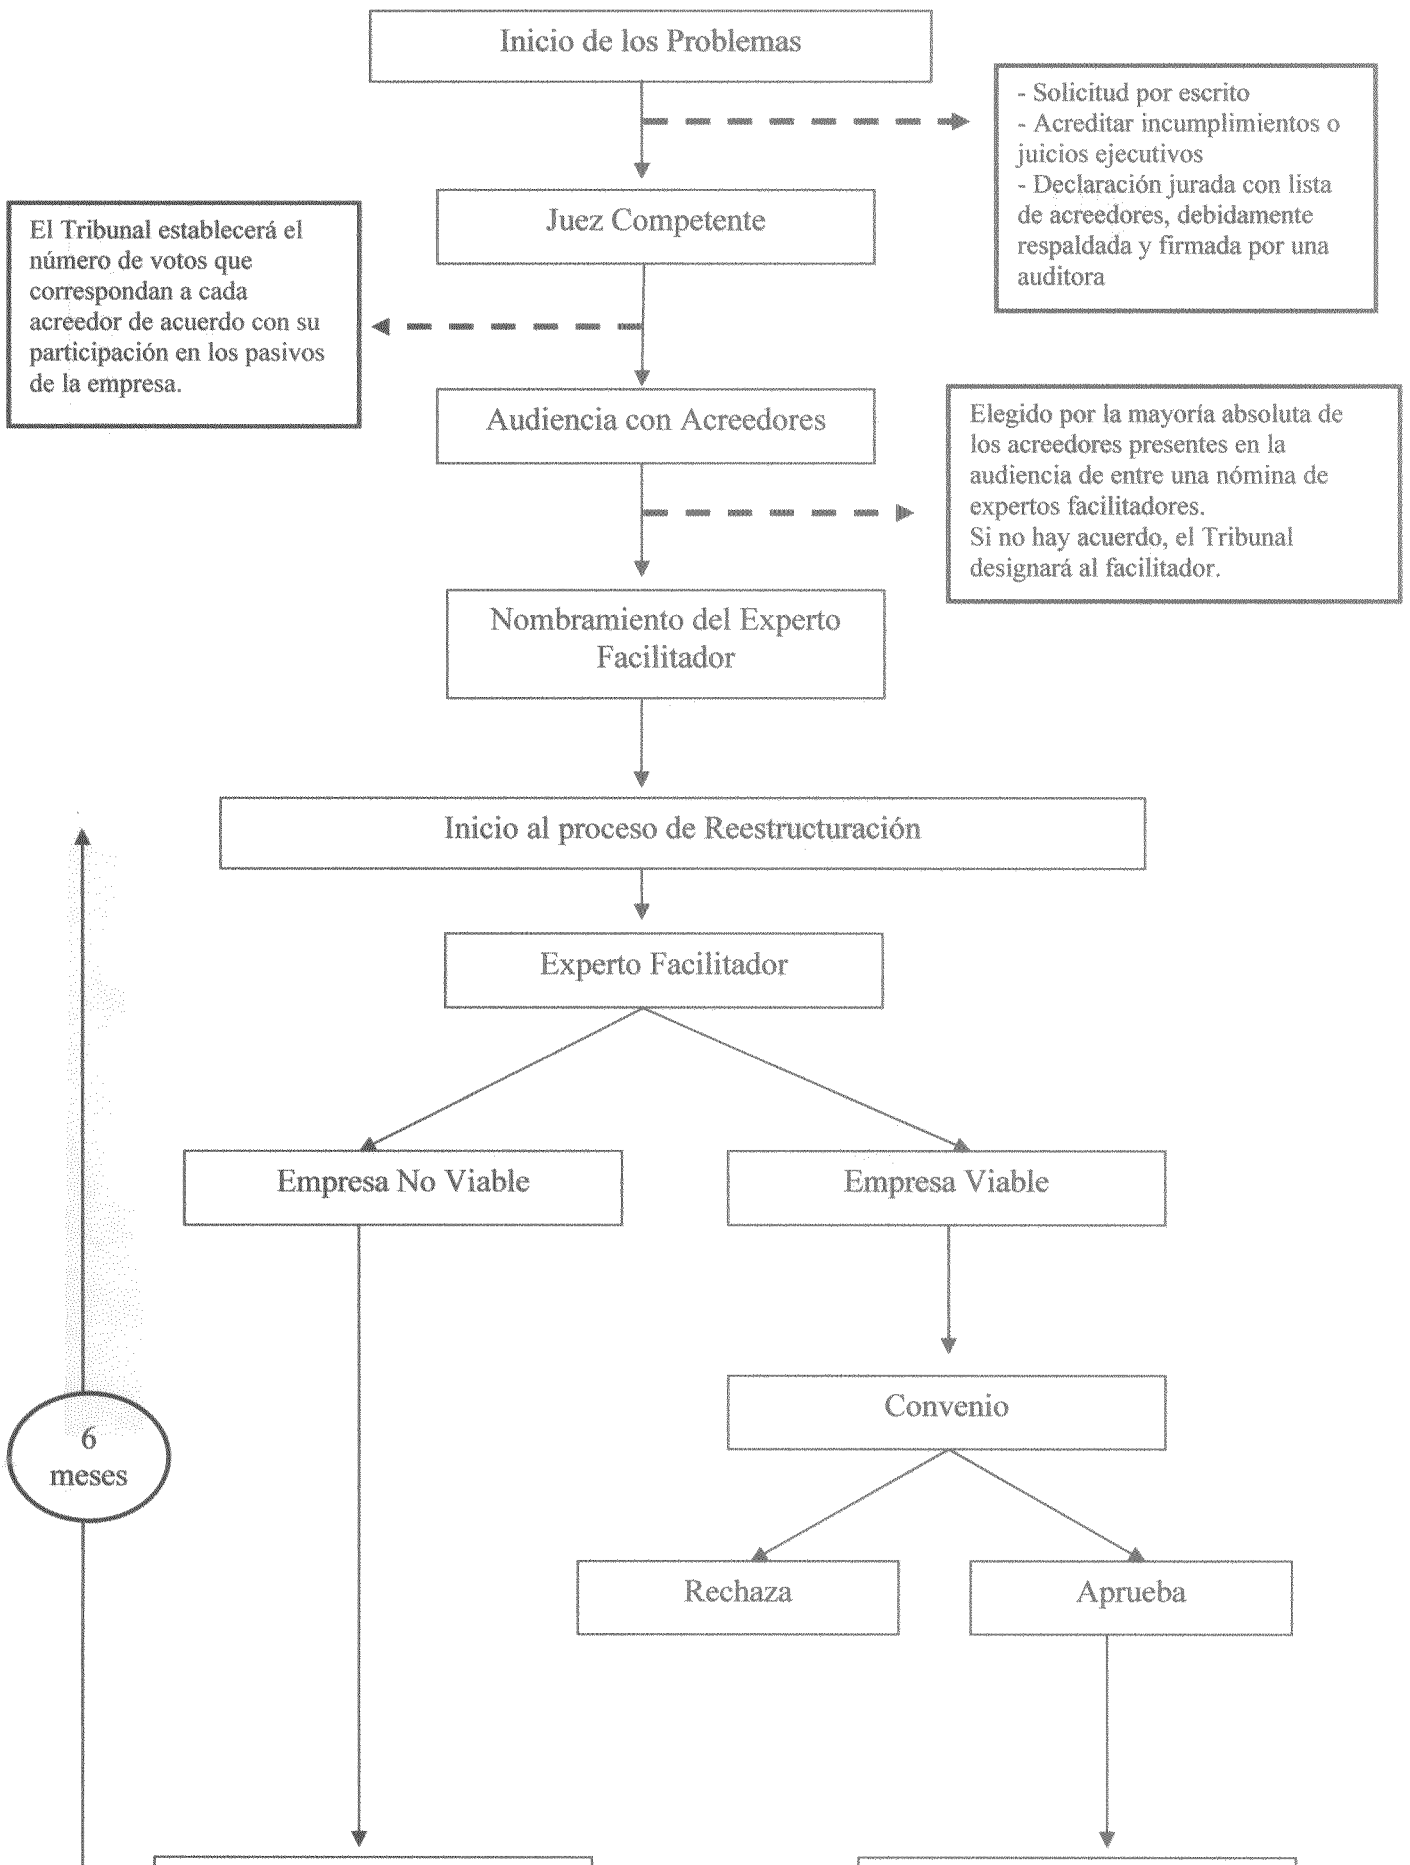 Inicio de los Problemas
- Solicitud por escrito
- Acreditar incumplimientos o
juicios ejecutivos
- Declaración jurada con lista
de acreedores, debidamente
respaldada y firmada por una
auditora
Juez Competente
El Tribunal establecerá el
número de votos que
correspondan a cada
acreedor de acuerdo con su
participación en los pasivos
de la empresa.
Audiencia con Acreedores
Elegido por la mayoría absoluta de
los acreedores presentes en la
audiencia de entre una nómina de
expertos facilitadores.
Si no hay acuerdo, el Tribunal
designará al facilitador.
Nombramiento del Experto
Facilitador
Inicio al proceso de Reestructuración
Experto Facilitador
Empresa No Viable
Empresa Viable
Convenio
6
meses
Rechaza
Aprueba